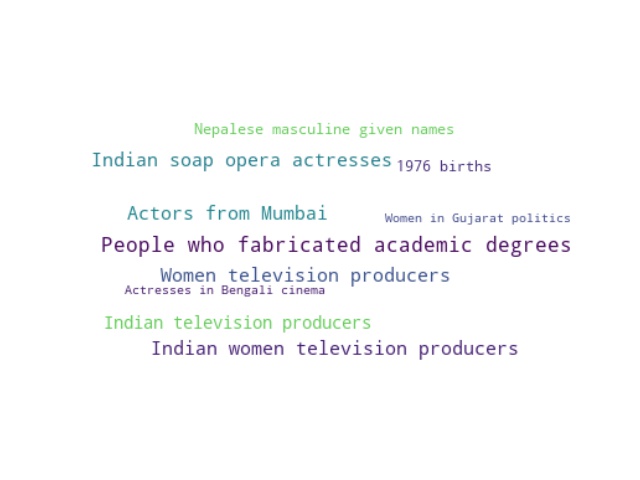 Nepalese masculine given names
Indian soap opera actresses
1976 births
Actors from Mumbai
Women in Gujarat politics
People who fabricated academic degrees
Women television producers
Actresses in Bengali cinema
Indian television producers
Indian women television producers